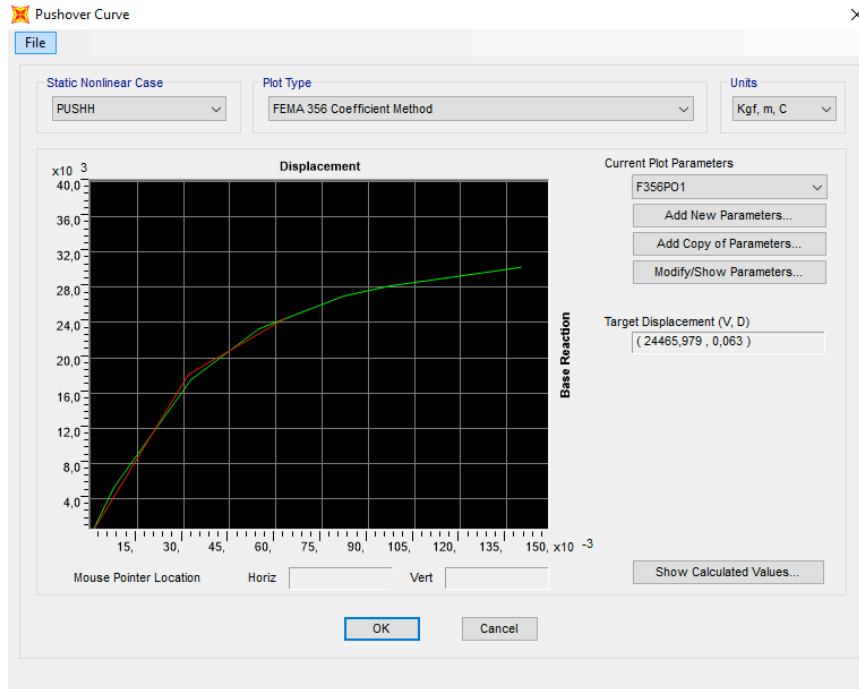 Pushover Curve
File
Static Nonlinear Case
PUSHH
Plot Type
FEMA 356 Coefficient Method
Units
Kgf, m, C
x10 3
Displacement
40,0
36,0
32,0
28,0
24,0
20,0
16,0
12,0
8,0
4,0
15, 30, 45, 60, 75, 90, 105, 120, 135, 150, x10 -3
Base Reaction
Mouse Pointer Location Horiz Vert
Current Plot Parameters
F356PO1
Add New Parameters...
Add Copy of Parameters...
Modify/Show Parameters...
Target Displacement (V, D)
( 24465,979 , 0,063 )
Show Calculated Values...
OK Cancel